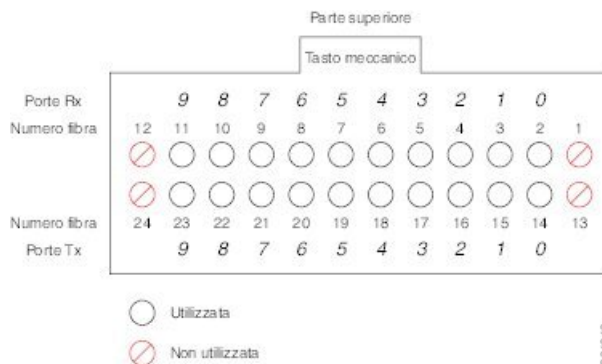 Parte superiore
Tasto meccanico
Porte Rx 9 8 7 6 5 4 3 2 1 0
Numero fibra 12 11 10 9 8 7 6 5 4 3 2 1
Numero fibra 24 23 22 21 20 19 18 17 16 15 14 13
Porte Tx 9 8 7 6 5 4 3 2 1 0
Utilizzata
Non utilizzata